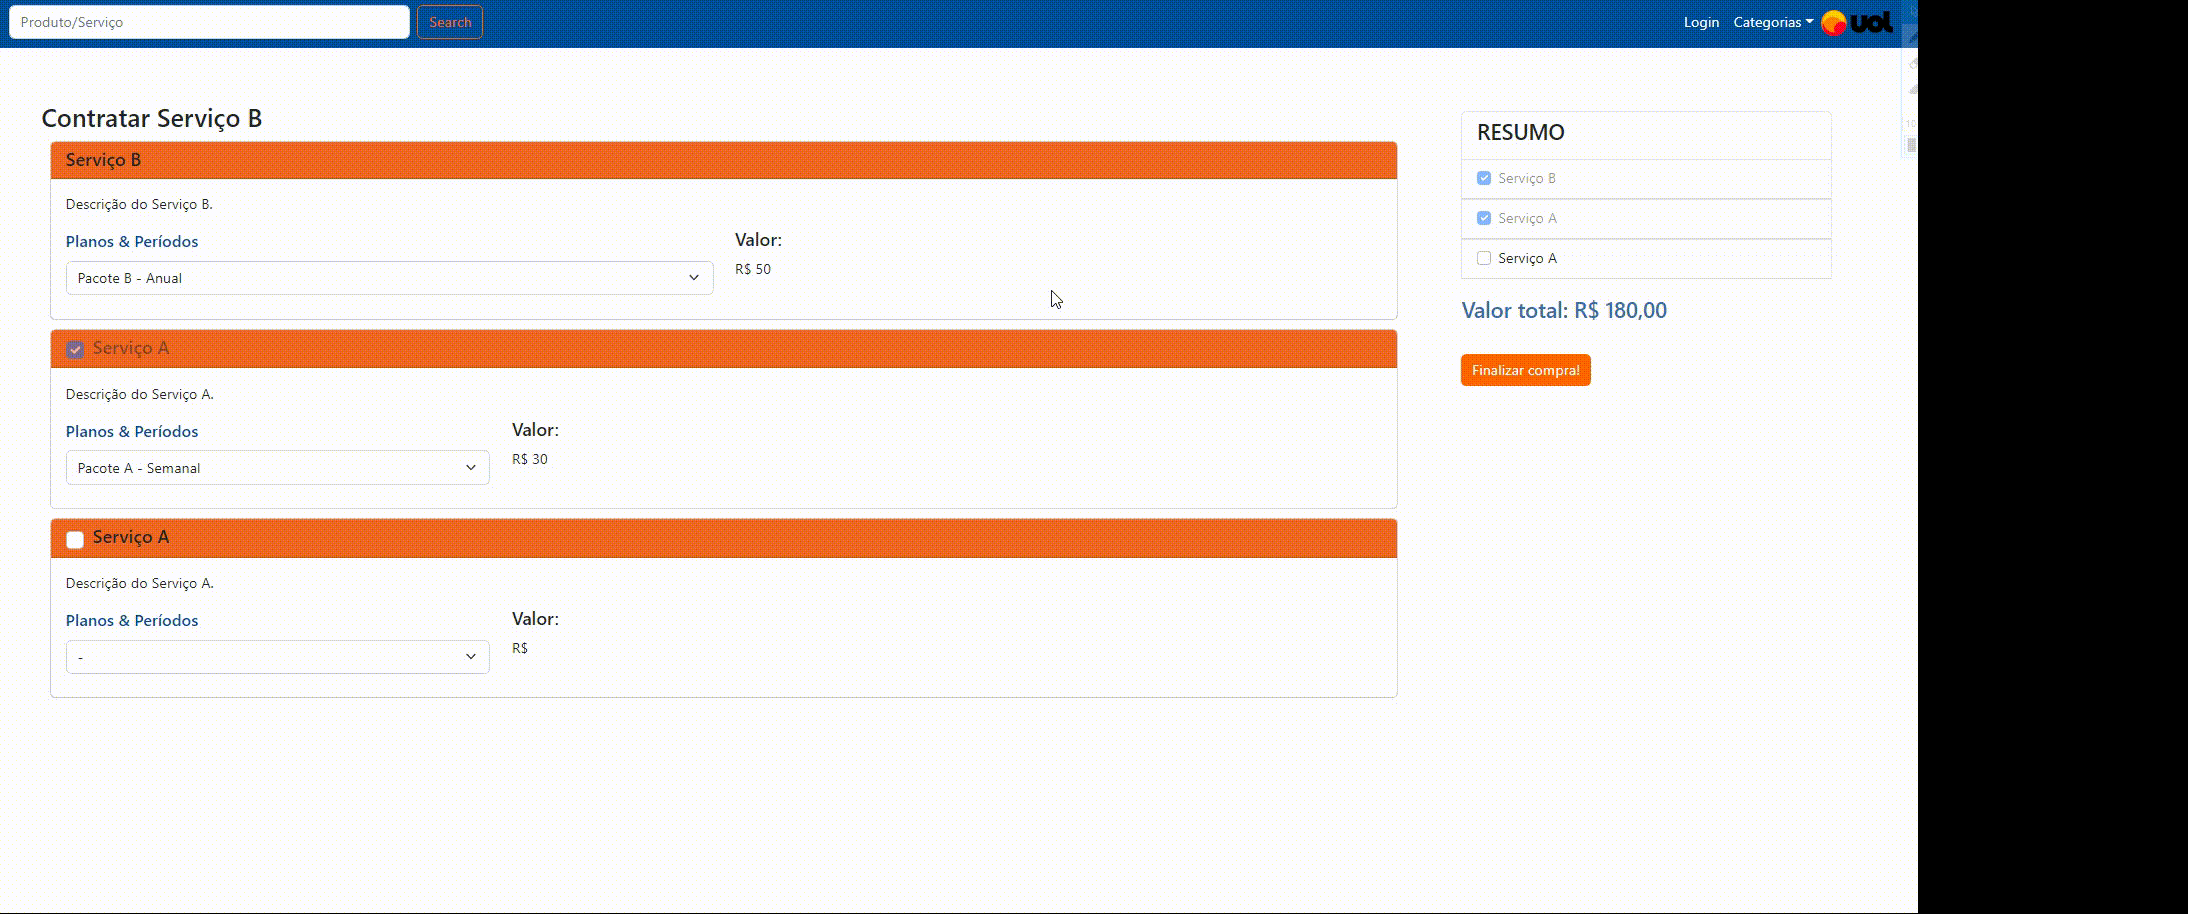 Produto/Serviço
Search
Login
Categorias
uol
Contratar Serviço B
Serviço B
Descrição do Serviço B.
Planos & Períodos
Valor:
Pacote B - Anual
R$ 50
Serviço A
Descrição do Serviço A.
Planos & Períodos
Valor:
Pacote A - Semanal
R$ 30
Serviço A
Descrição do Serviço A.
Planos & Períodos
Valor:
-
R$
RESUMO
Serviço B
Serviço A
Serviço A
Valor total: R$ 180,00
Finalizar compra!
10